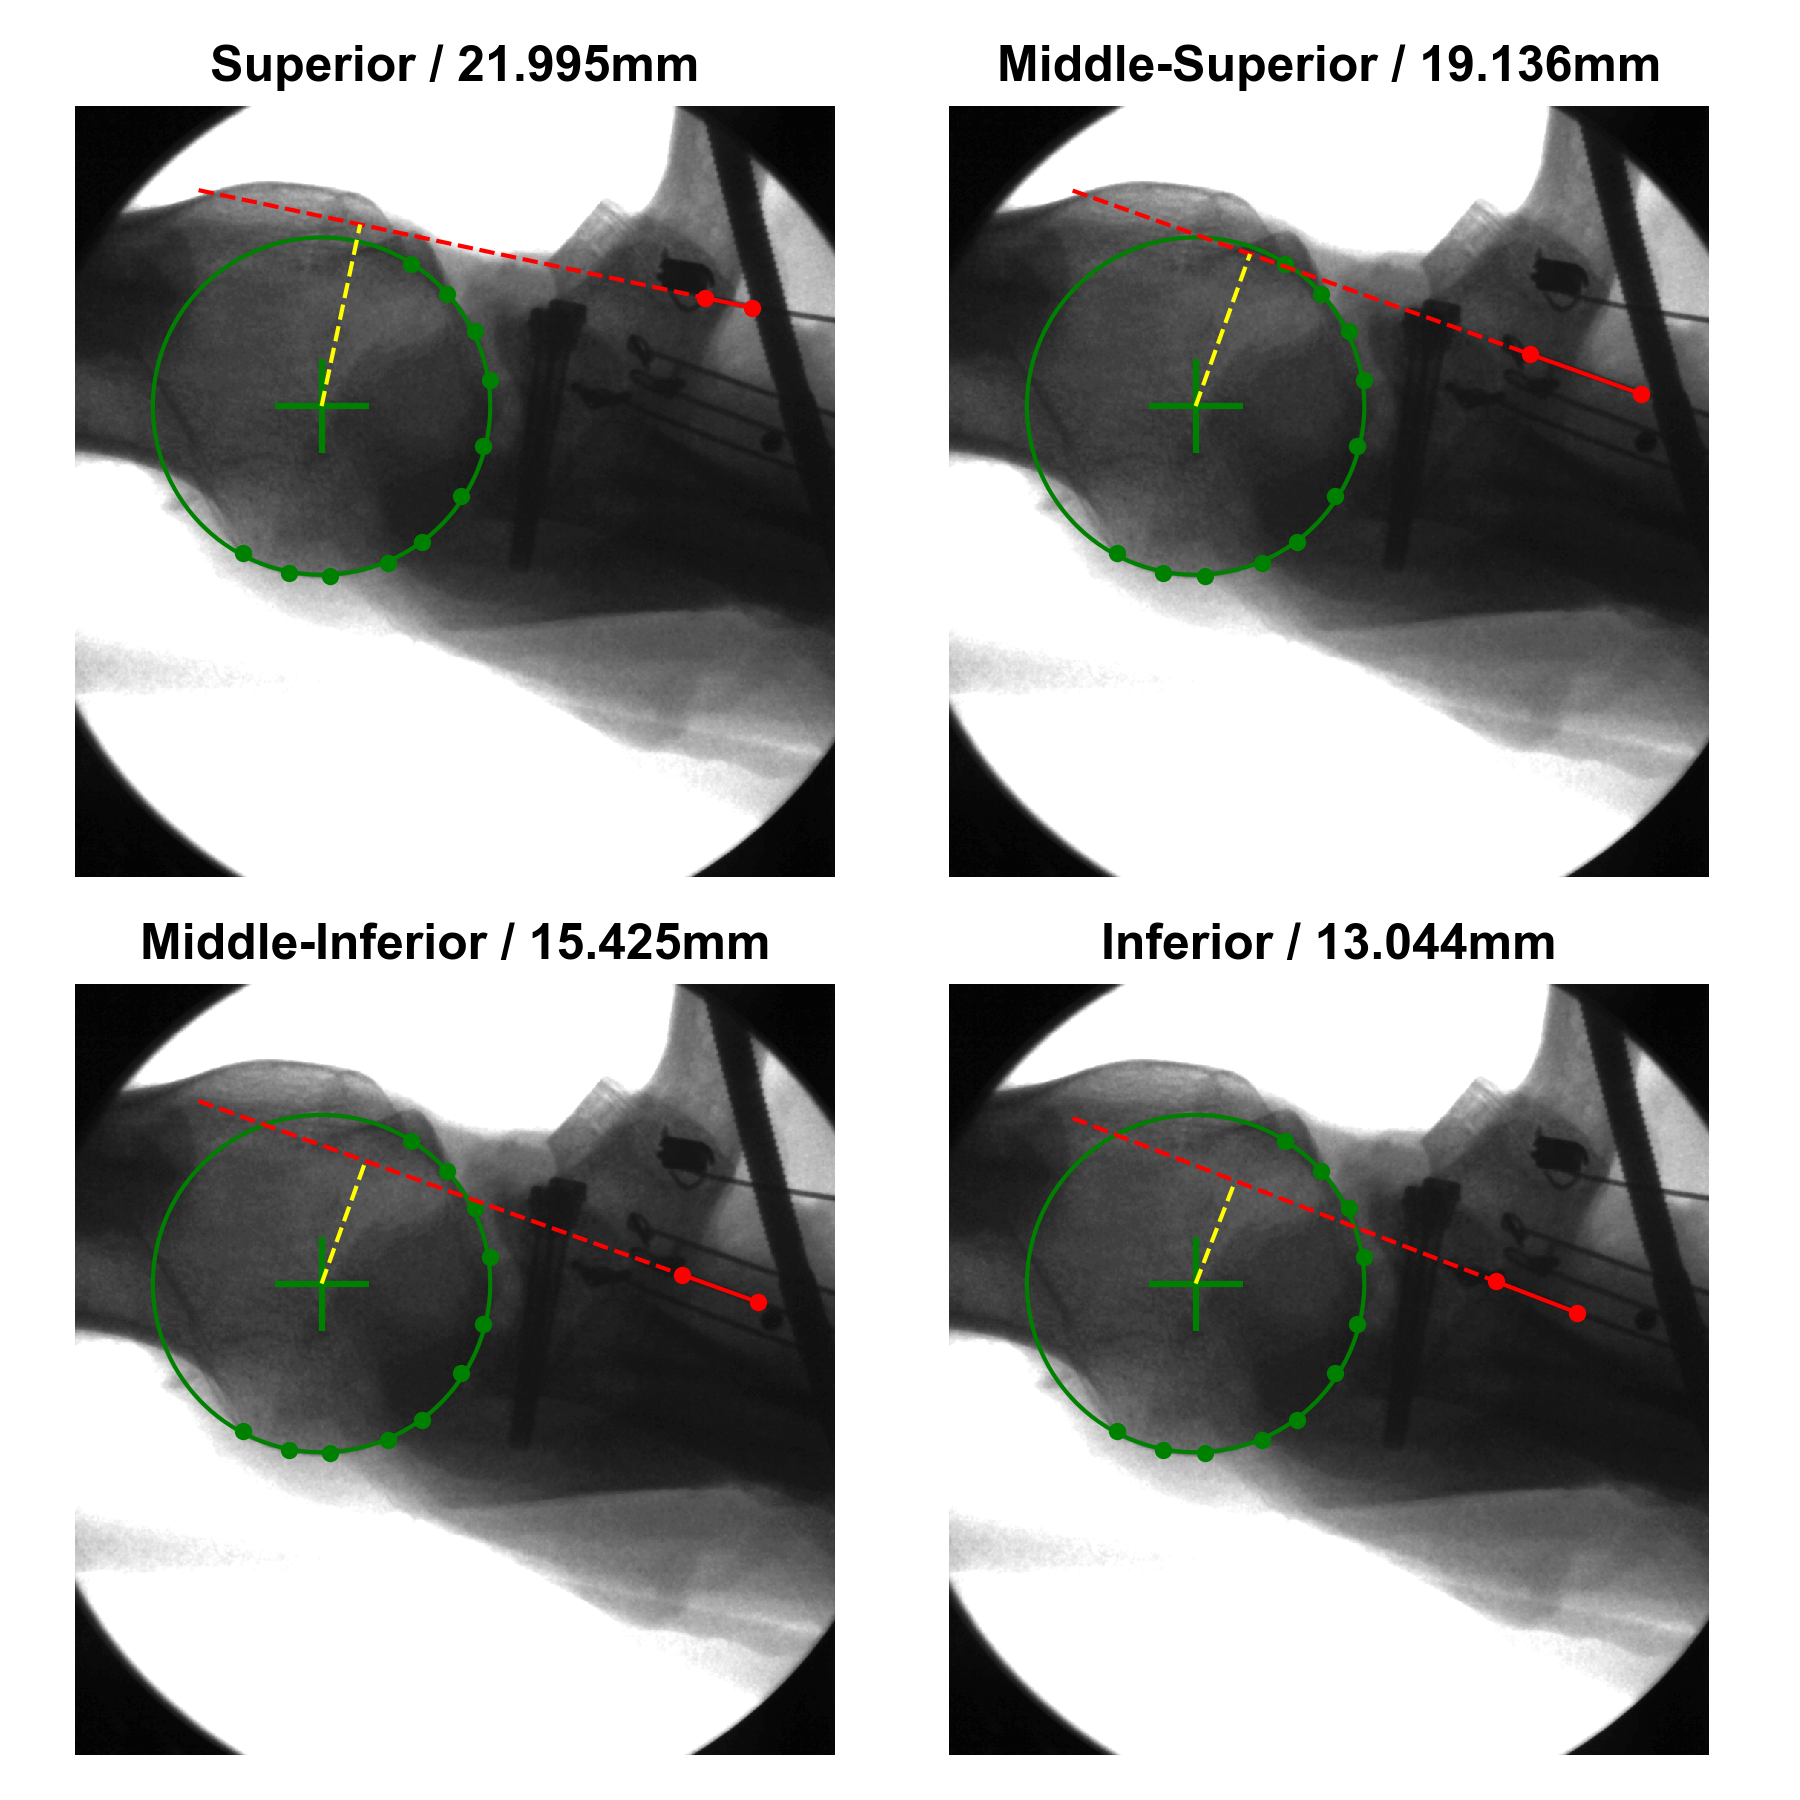 Superior / 21.995mm
Middle-Superior / 19.136mm
Middle-Inferior / 15.425mm
Inferior / 13.044mm